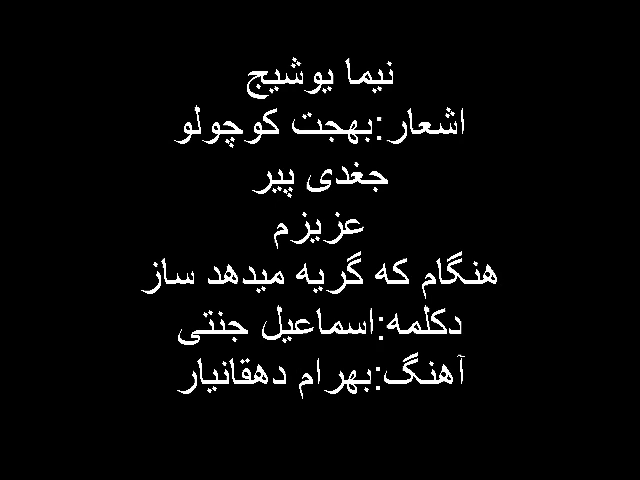 نیما یوشیج
اشعار:بهجت کوچولو
جغدی پیر
عزیزم
هنگام که گریه میدهد ساز
دکلمه:اسماعیل جنتی
آهنگ:بهرام دهقانیار